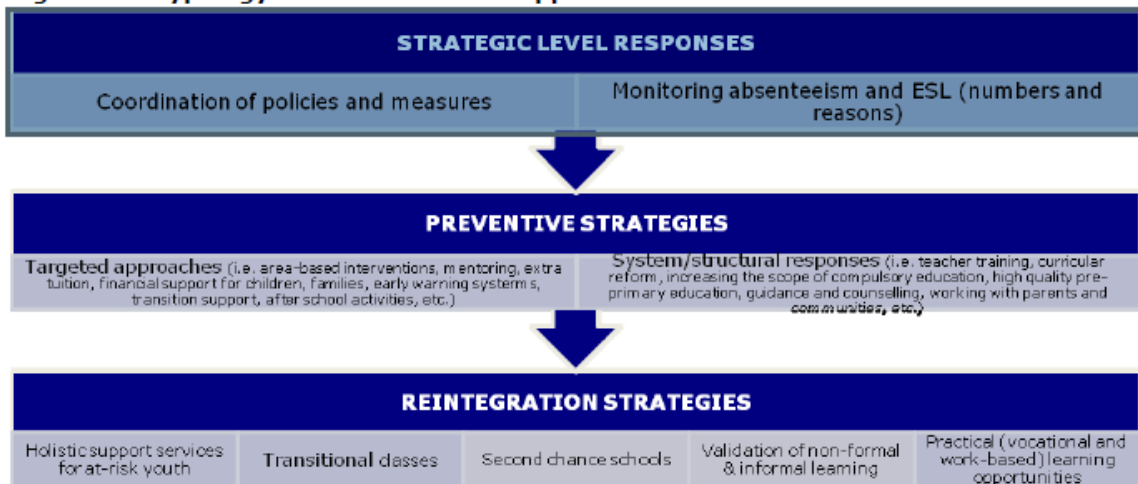 STRATEGIC LEVEL RESPONSES
Coordination of policies and measures
Monitoring absenteeism and ESL (numbers and
reasons)
PREVENTIVE STRATEGIES
Targeted approaches (i.e. area-based interventions, mentoring, extra
tuition, financial support for children, families, early warning systems,
transition support, after school activities, etc.)
System/structural responses (i.e. teacher training, curricular
reform, increasing the scope of compulsory education, high quality pre-
primary education, guidance and counselling, working with parents and
communities, etc.)
REINTEGRATION STRATEGIES
Holistic support services
for at-risk youth
Transitional classes
Second chance schools
Validation of non-formal
& informal learning
Practical (vocational and
work-based) learning
opportunities